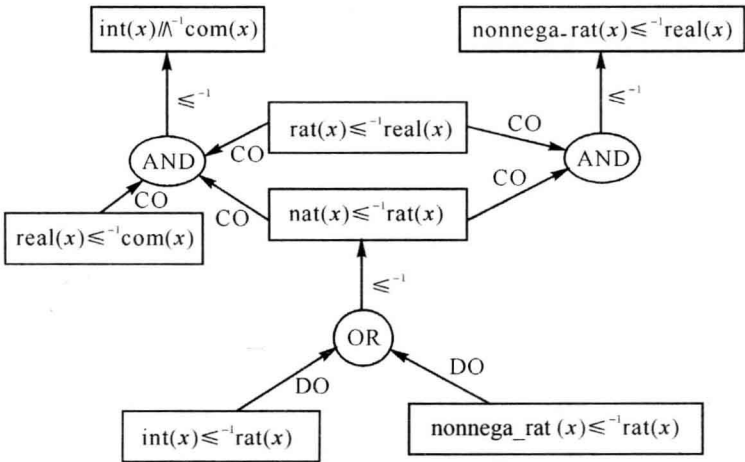 int(x)/Λ⁻¹com(x)
nonnega_rat(x)≤⁻¹real(x)
≤⁻¹
≤⁻¹
rat(x)≤⁻¹real(x)
CO
CO
AND
AND
CO
CO
CO
nat(x)≤⁻¹rat(x)
real(x)≤⁻¹com(x)
≤⁻¹
OR
DO
DO
int(x)≤⁻¹rat(x)
nonnega_rat (x)≤⁻¹rat(x)